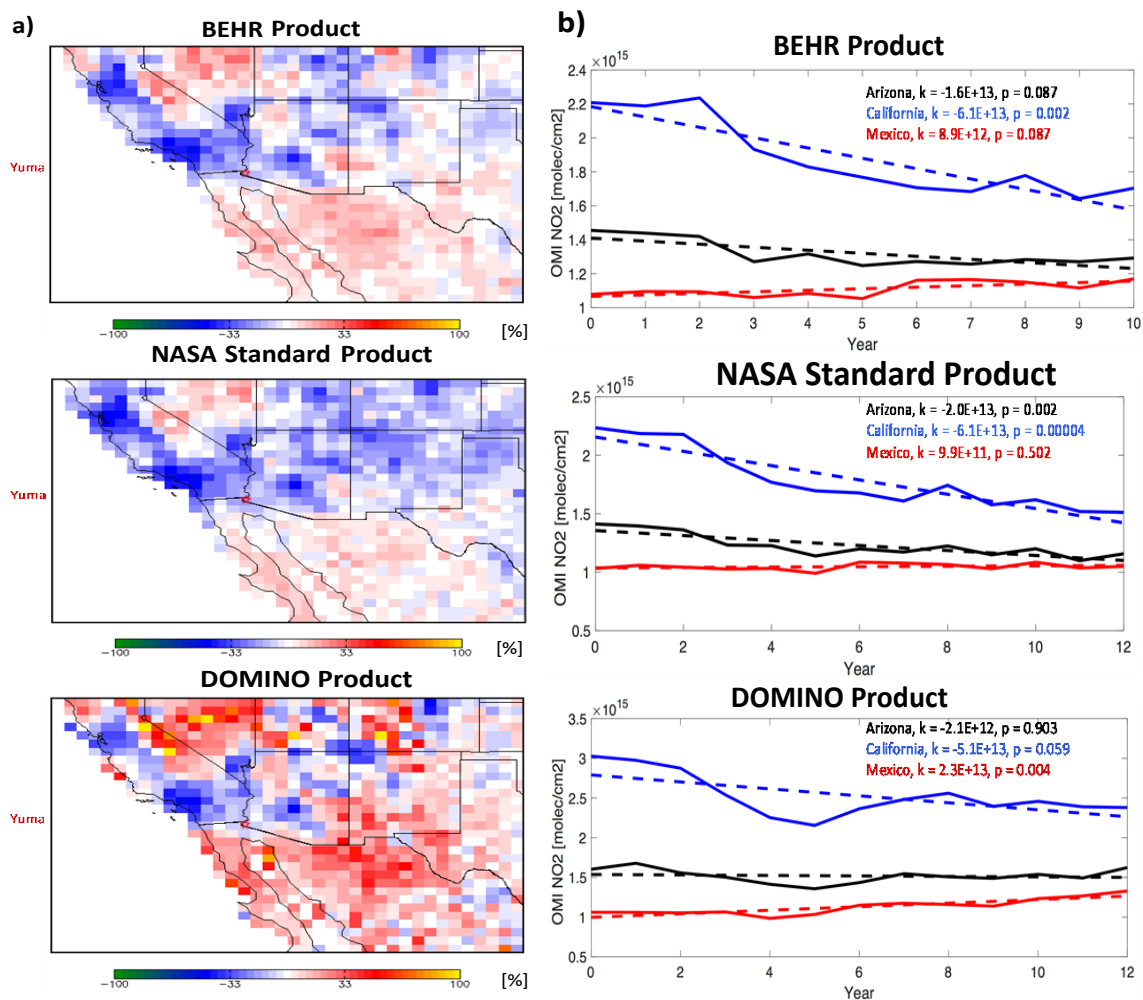 a)
BEHR Product
Yuma
−100 −33 33 100 [%]
NASA Standard Product
Yuma
−100 −33 33 100 [%]
DOMINO Product
Yuma
−100 −33 33 100 [%]
b)
BEHR Product
×10¹⁵
2.4
2.2
2
1.8
1.6
1.4
1.2
1
OMI NO2 [molec/cm2]
Arizona, k = -1.6E+13, p = 0.087
California, k = -6.1E+13, p = 0.002
Mexico, k = 8.9E+12, p = 0.087
0 1 2 3 4 5 6 7 8 9 10
Year
NASA Standard Product
×10¹⁵
2.5
2
1.5
1
0.5
OMI NO2 [molec/cm2]
Arizona, k = -2.0E+13, p = 0.002
California, k = -6.1E+13, p = 0.00004
Mexico, k = 9.9E+11, p = 0.502
0 2 4 6 8 10 12
Year
DOMINO Product
×10¹⁵
3.5
3
2.5
2
1.5
1
0.5
OMI NO2 [molec/cm2]
Arizona, k = -2.1E+12, p = 0.903
California, k = -5.1E+13, p = 0.059
Mexico, k = 2.3E+13, p = 0.004
0 2 4 6 8 10 12
Year